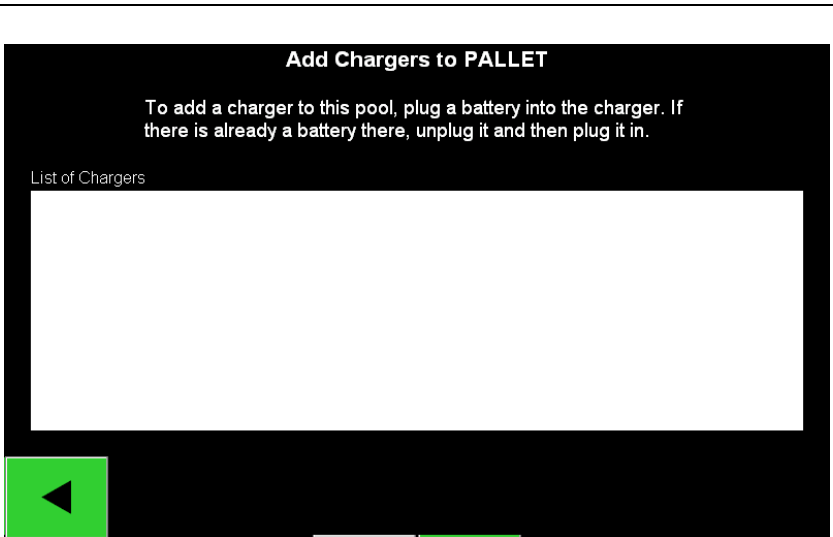 Add Chargers to PALLET
To add a charger to this pool, plug a battery into the charger. If
there is already a battery there, unplug it and then plug it in.
List of Chargers